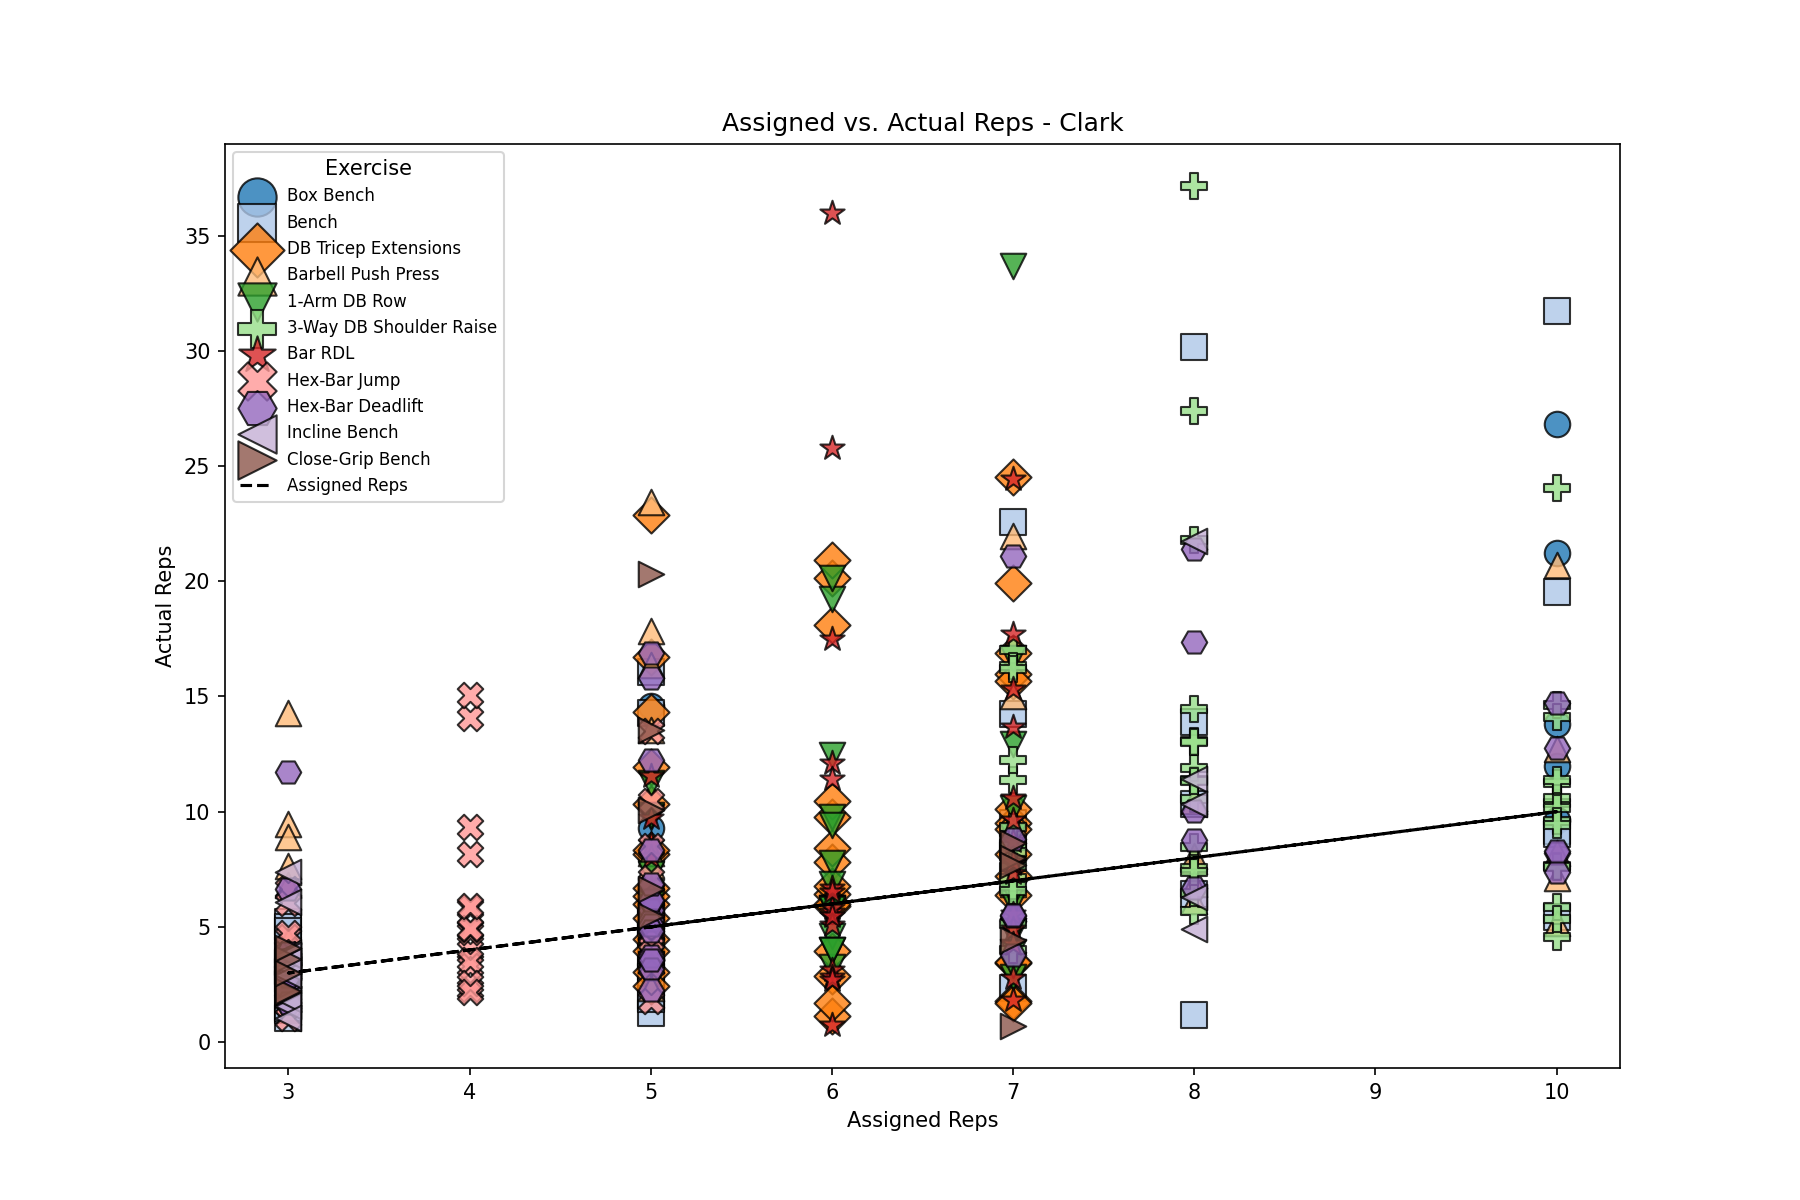 Assigned vs. Actual Reps - Clark
Exercise
Box Bench
Bench
DB Tricep Extensions
Barbell Push Press
1-Arm DB Row
3-Way DB Shoulder Raise
Bar RDL
Hex-Bar Jump
Hex-Bar Deadlift
Incline Bench
Close-Grip Bench
Assigned Reps
Actual Reps
35
30
25
20
15
10
5
0
3 4 5 6 7 8 9 10
Assigned Reps